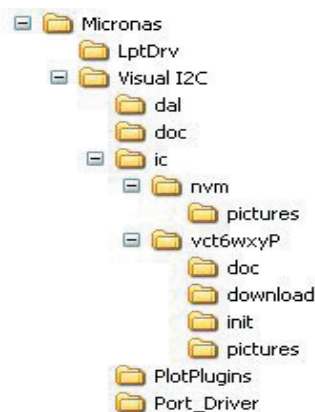 Micronas
LptDrv
Visual I2C
dal
doc
ic
nvm
pictures
vct6wxyP
doc
download
init
pictures
PlotPlugins
Port_Driver